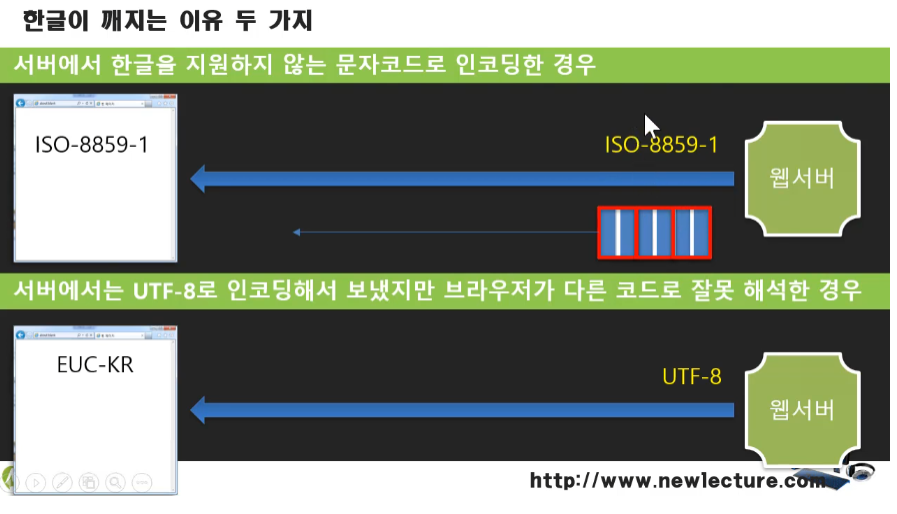 한글이 깨지는 이유 두 가지
서버에서 한글을 지원하지 않는 문자코드로 인코딩한 경우
ISO-8859-1
ISO-8859-1
웹서버
서버에서는 UTF-8로 인코딩해서 보냈지만 브라우저가 다른 코드로 잘못 해석한 경우
EUC-KR
UTF-8
웹서버
http://www.newlecture.com